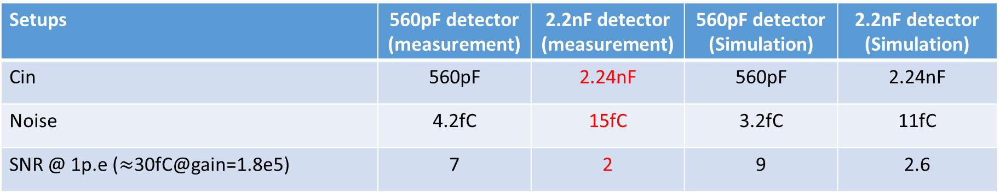 Setups 560pF detector (measurement) 2.2nF detector (measurement) 560pF detector (Simulation) 2.2nF detector (Simulation)
Cin 560pF 2.24nF 560pF 2.24nF
Noise 4.2fC 15fC 3.2fC 11fC
SNR @ 1p.e (≈30fC@gain=1.8e5) 7 2 9 2.6